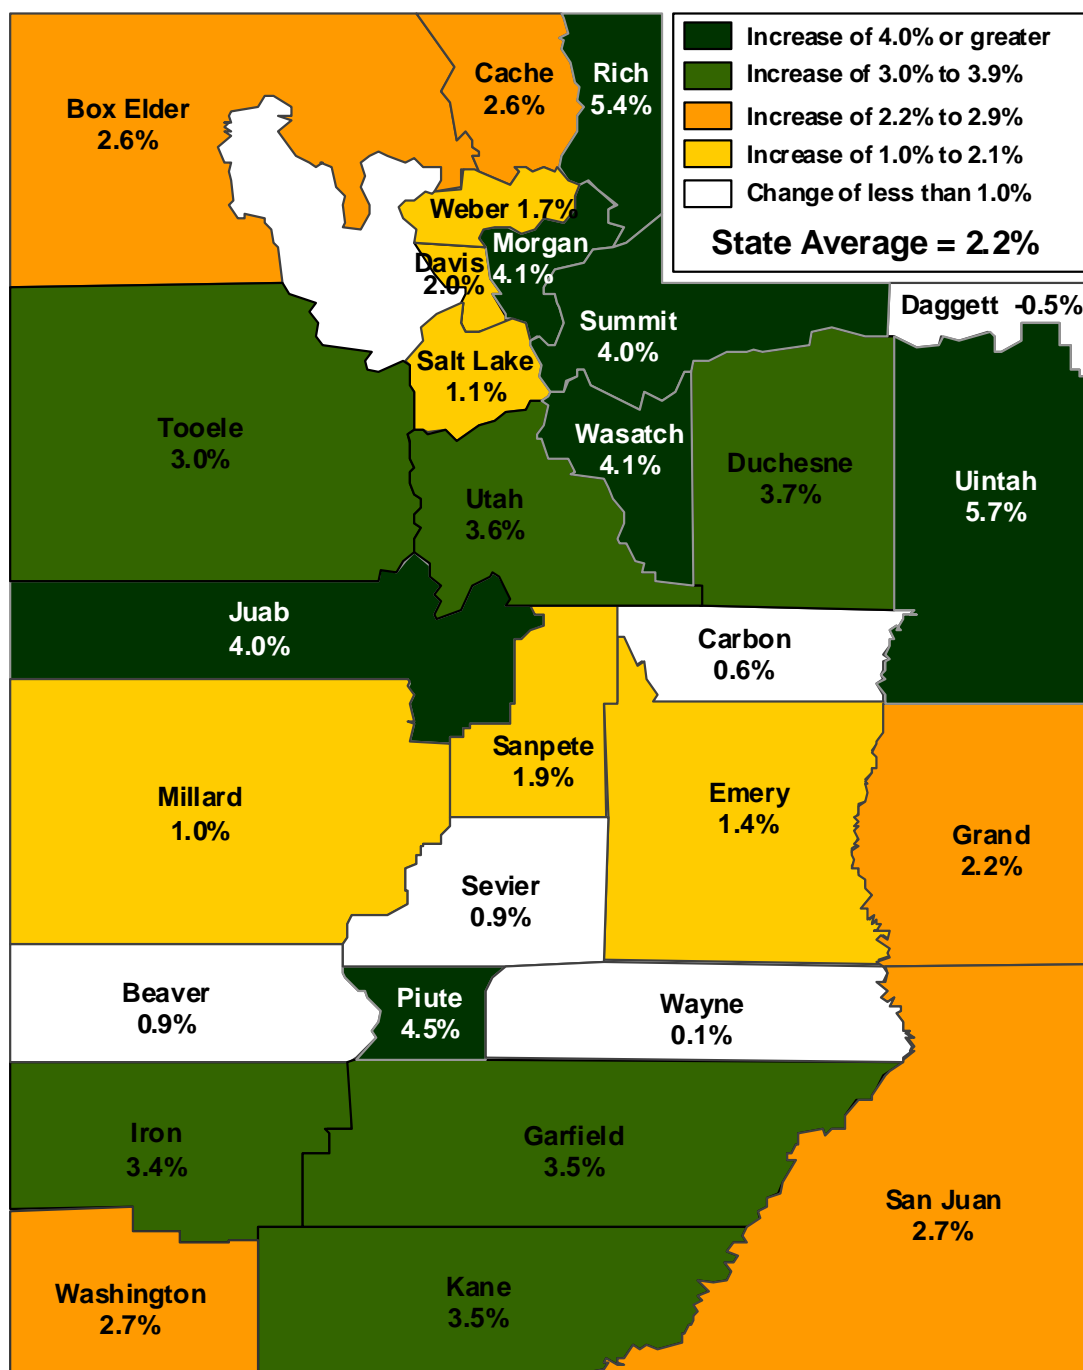 Increase of 4.0% or greater
Increase of 3.0% to 3.9%
Increase of 2.2% to 2.9%
Increase of 1.0% to 2.1%
Change of less than 1.0%
State Average = 2.2%
Box Elder
2.6%
Cache
2.6%
Rich
5.4%
Weber 1.7%
Morgan
4.1%
Davis
2.0%
Daggett -0.5%
Summit
4.0%
Salt Lake
1.1%
Tooele
3.0%
Wasatch
4.1%
Duchesne
3.7%
Uintah
5.7%
Utah
3.6%
Juab
4.0%
Carbon
0.6%
Sanpete
1.9%
Millard
1.0%
Emery
1.4%
Grand
2.2%
Sevier
0.9%
Beaver
0.9%
Piute
4.5%
Wayne
0.1%
Iron
3.4%
Garfield
3.5%
San Juan
2.7%
Washington
2.7%
Kane
3.5%